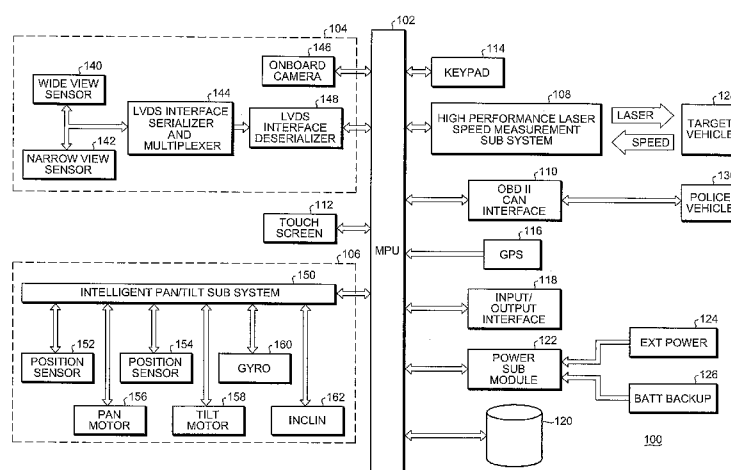 104
102
146
ONBOARD
CAMERA
140
WIDE VIEW
SENSOR
144
LVDS INTERFACE
SERIALIZER
AND
MULTIPLEXER
148
LVDS
INTERFACE
DESERIALIZER
142
NARROW VIEW
SENSOR
112
TOUCH
SCREEN
MPU
106
150
INTELLIGENT PAN/TILT SUB SYSTEM
152
POSITION
SENSOR
154
POSITION
SENSOR
160
GYRO
156
PAN
MOTOR
158
TILT
MOTOR
162
INCLIN
114
KEYPAD
108
HIGH PERFORMANCE LASER
SPEED MEASUREMENT
SUB SYSTEM
LASER
SPEED
TARGET
VEHICLE
110
OBD II
CAN
INTERFACE
POLICE
VEHICLE
116
GPS
118
INPUT/
OUTPUT
INTERFACE
122
POWER
SUB
MODULE
124
EXT POWER
126
BATT BACKUP
120
100